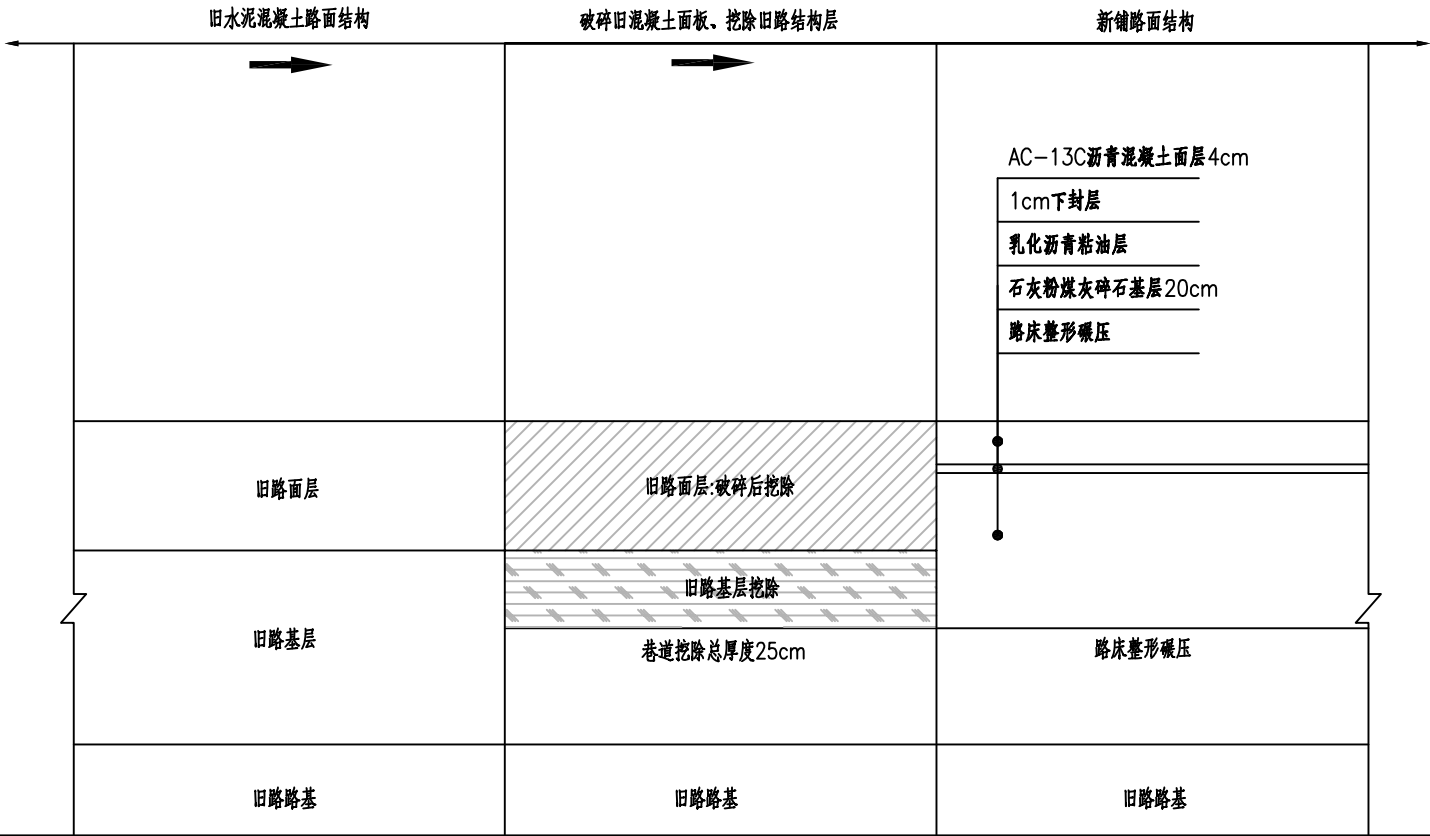 旧水泥混凝土路面结构
破碎旧混凝土面板、挖除旧路结构层
新铺路面结构
AC-13C沥青混凝土面层4cm
1cm下封层
乳化沥青粘油层
石灰粉煤灰碎石基层20cm
路床整形碾压
旧路面层
旧路面层:破碎后挖除
旧路基层挖除
旧路基层
巷道挖除总厚度25cm
路床整形碾压
旧路路基
旧路路基
旧路路基